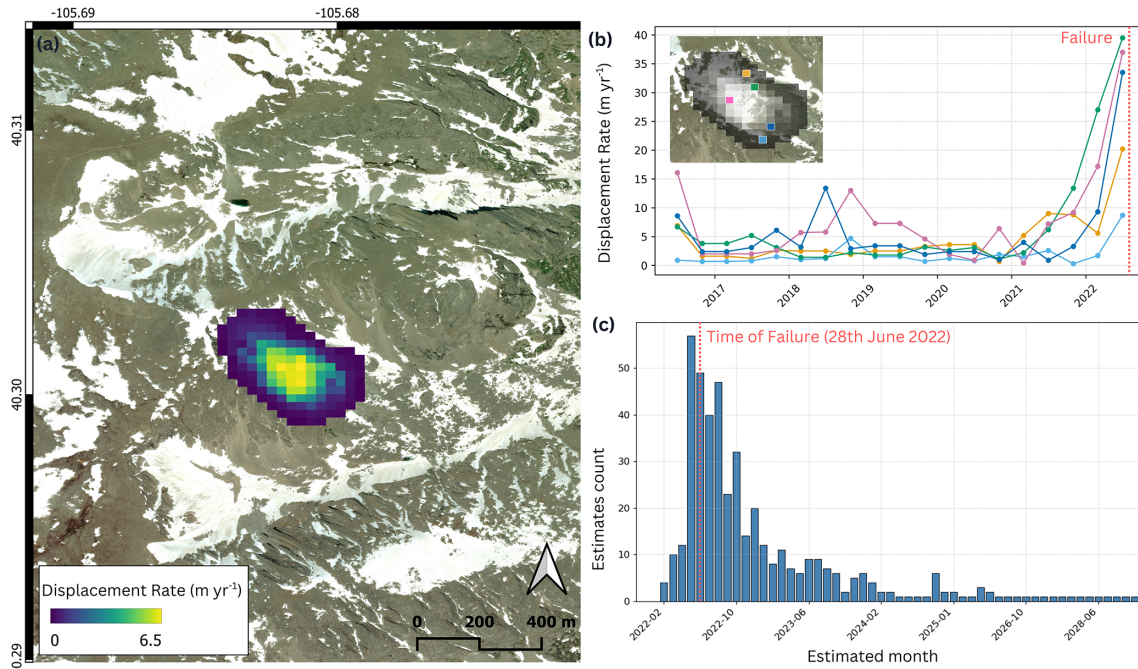 -105.69 -105.68
(a)
40.31
40.30
0.29
Displacement Rate (m yr⁻¹)
0 6.5
0 200 400 m
(b)
Failure
Displacement Rate (m yr⁻¹)
40
35
30
25
20
15
10
5
0
2017 2018 2019 2020 2021 2022
(c)
Time of Failure (28th June 2022)
Estimates count
50
40
30
20
10
0
2022-02 2022-10 2023-06 2024-02 2025-01 2026-10 2028-06
Estimated month